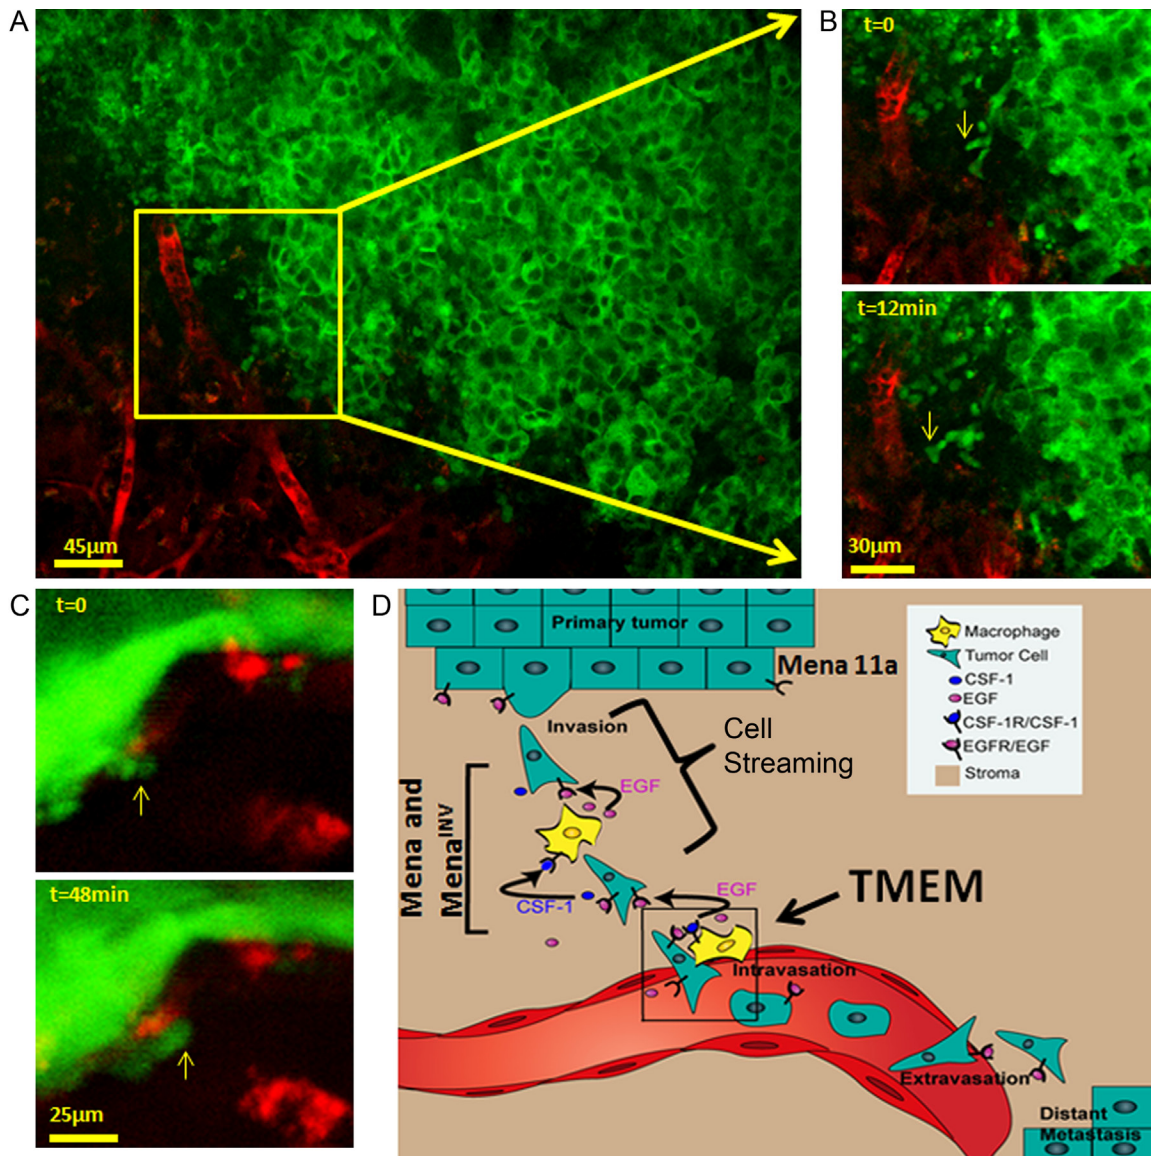 A
45µm
B
t=0
t=12min
30µm
C
t=0
t=48min
25µm
D
Primary tumor
Mena 11a
Invasion
Cell
Streaming
Mena and
Mena^INV
EGF
CSF-1
EGF
TMEM
Intravasation
Extravasation
Distant
Metastasis
Macrophage
Tumor Cell
CSF-1
EGF
CSF-1R/CSF-1
EGFR/EGF
Stroma